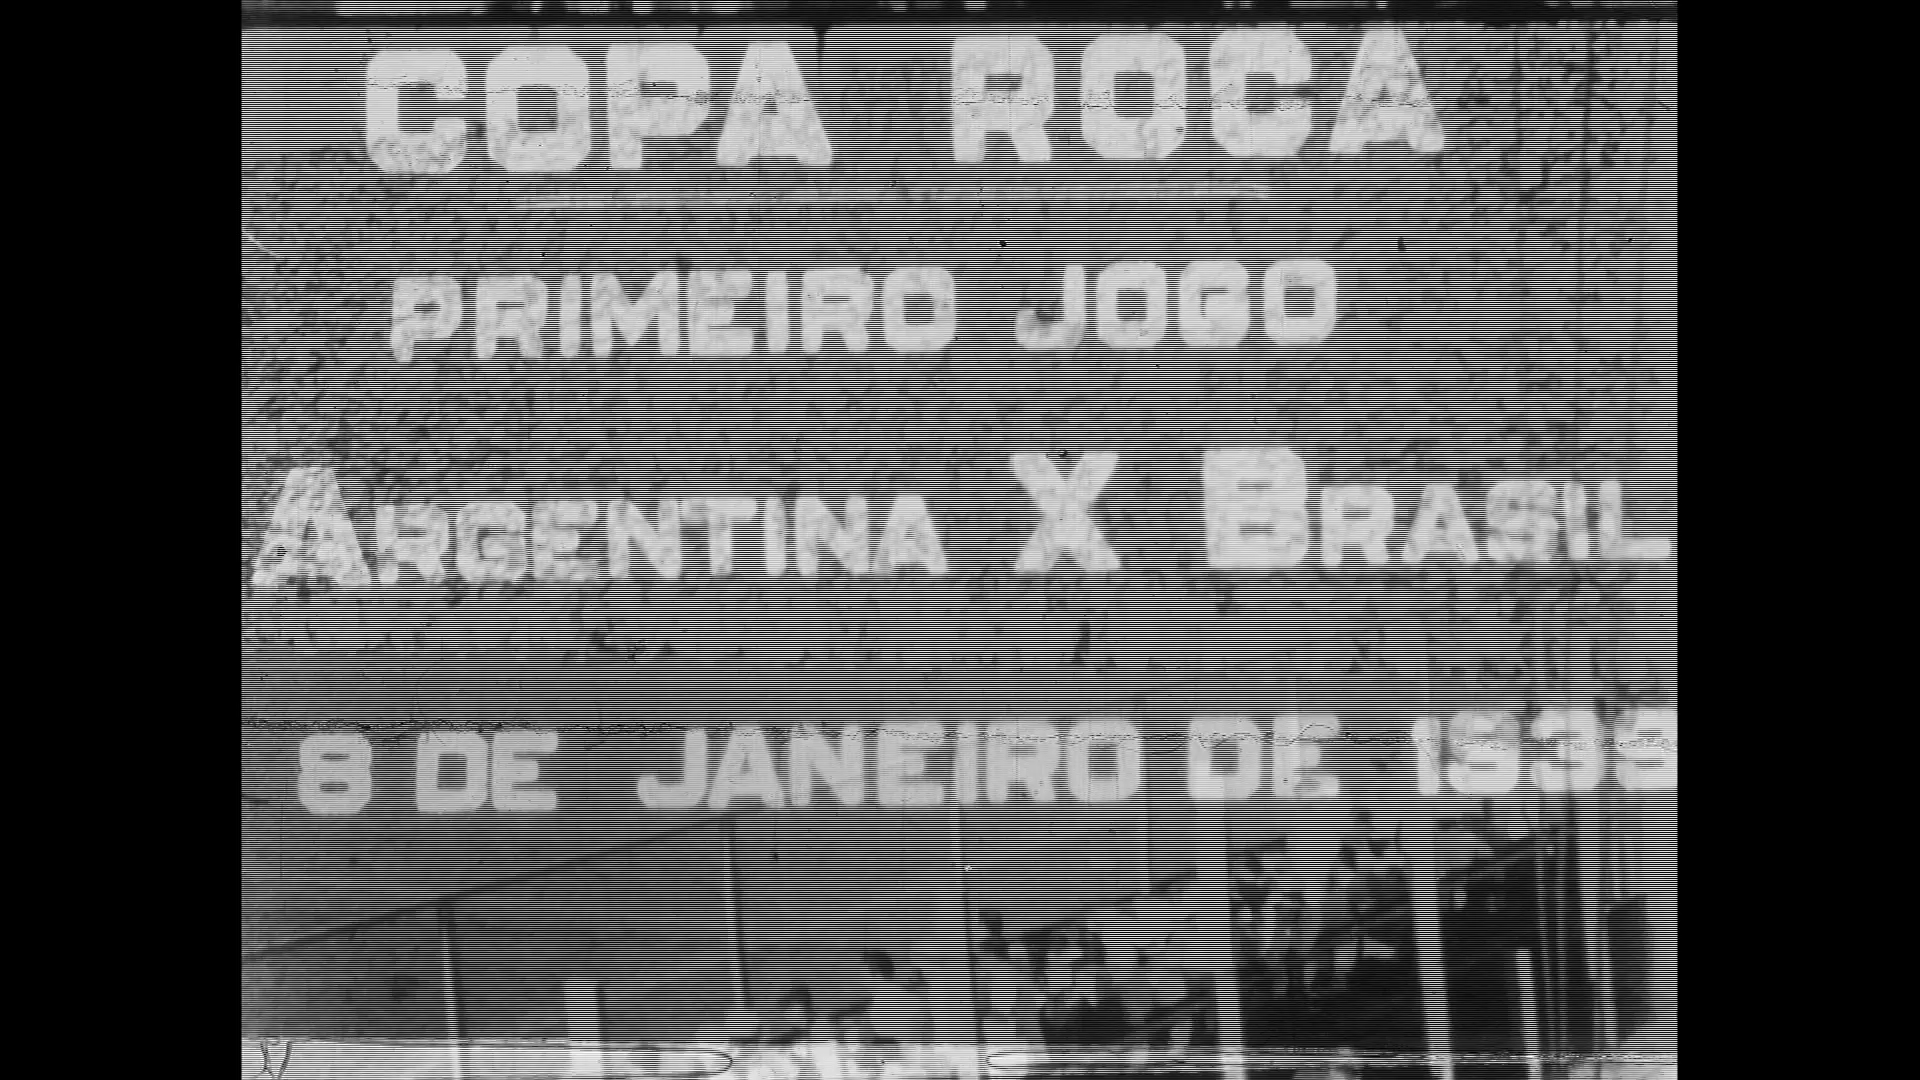 COPA ROCA
PRIMEIRO JOGO
ARGENTINA X BRASIL
8 DE JANEIRO DE 1939